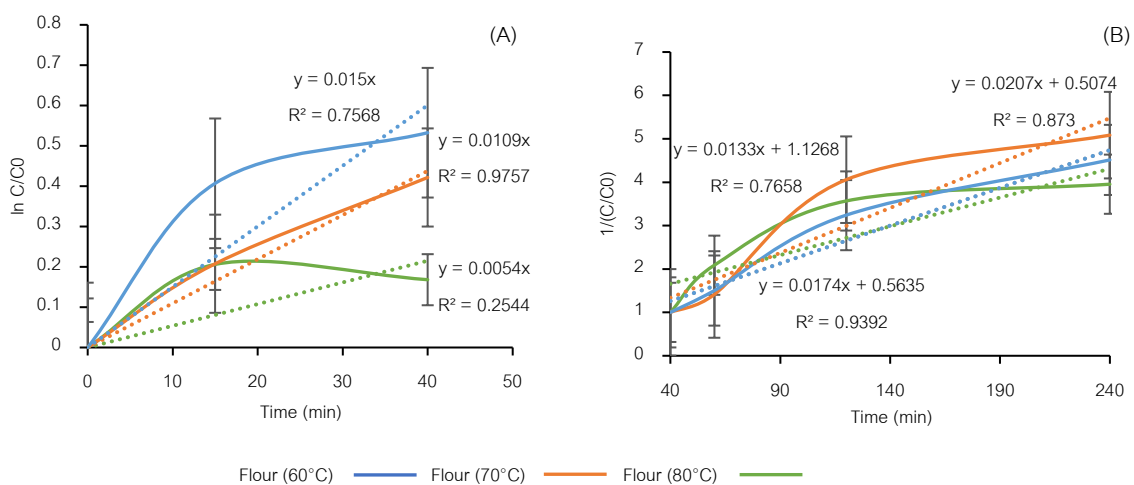 (A)
ln C/C0
0.8
0.7
0.6
0.5
0.4
0.3
0.2
0.1
0
y = 0.015x
R² = 0.7568
y = 0.0109x
R² = 0.9757
y = 0.0054x
R² = 0.2544
0 10 20 30 40 50
Time (min)
(B)
1/(C/C0)
7
6
5
4
3
2
1
0
y = 0.0207x + 0.5074
R² = 0.873
y = 0.0133x + 1.1268
R² = 0.7658
y = 0.0174x + 0.5635
R² = 0.9392
40 90 140 190 240
Time (min)
Flour (60°C) Flour (70°C) Flour (80°C)